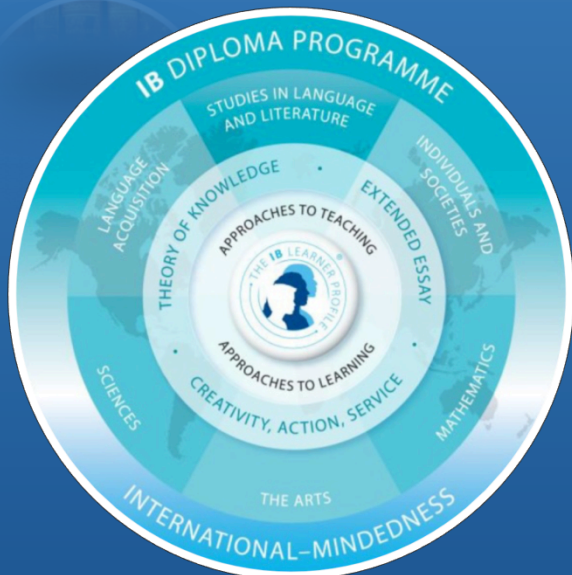 IB DIPLOMA PROGRAMME
STUDIES IN LANGUAGE
AND LITERATURE
LANGUAGE
ACQUISITION
INDIVIDUALS AND
SOCIETIES
THEORY OF KNOWLEDGE
EXTENDED ESSAY
APPROACHES TO TEACHING
THE IB LEARNER PROFILE
®
APPROACHES TO LEARNING
CREATIVITY, ACTION, SERVICE
SCIENCES
MATHEMATICS
THE ARTS
INTERNATIONAL–MINDEDNESS